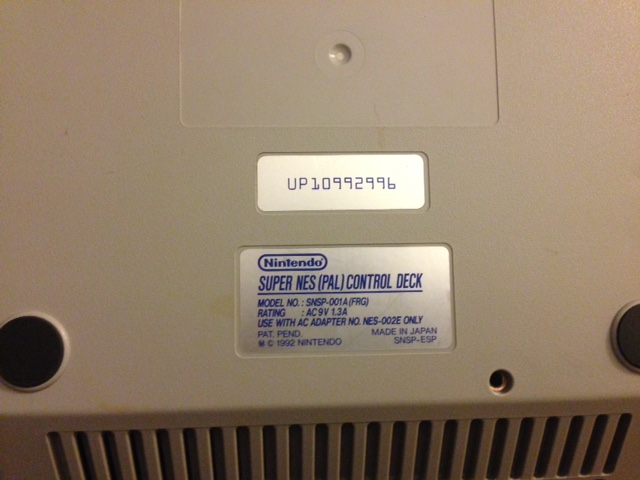 UP10992996
Nintendo
SUPER NES (PAL) CONTROL DECK
MODEL NO. : SNSP-001A (FRG)
RATING : AC 9V 1.3A
USE WITH AC ADAPTER NO. NES-002E ONLY
PAT. PEND. MADE IN JAPAN
© 1992 NINTENDO SNSP-ESP